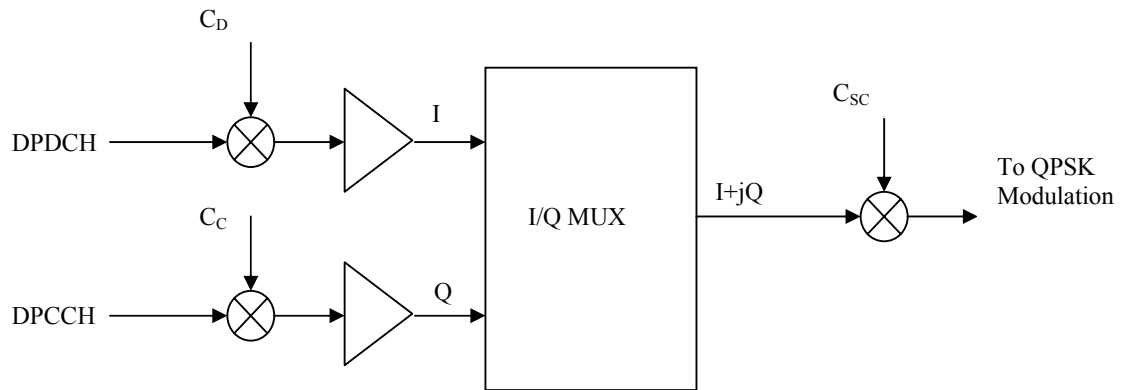 C_D
DPDCH
I
C_SC
To QPSK
Modulation
I/Q MUX
I+jQ
C_C
Q
DPCCH